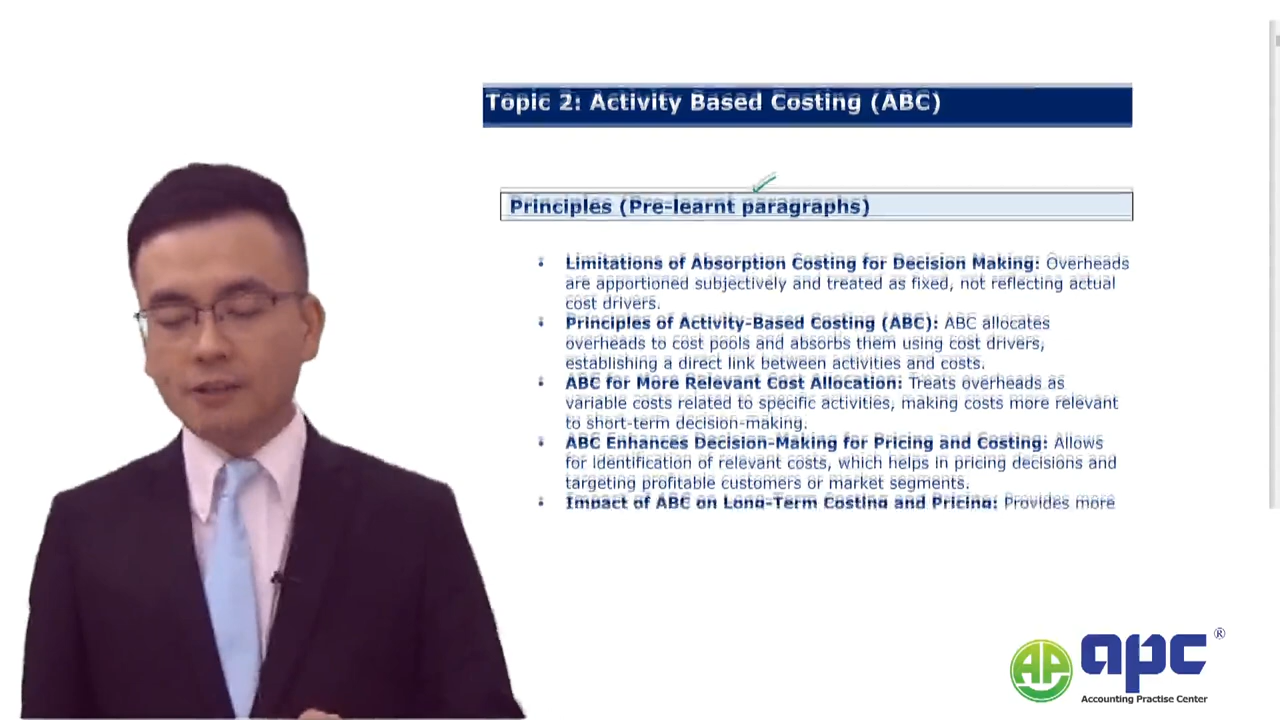 Topic 2: Activity Based Costing (ABC)
Principles (Pre-learnt paragraphs)
• Limitations of Absorption Costing for Decision Making: Overheads
are apportioned subjectively and treated as fixed, not reflecting actual
cost drivers.
• Principles of Activity-Based Costing (ABC): ABC allocates
overheads to cost pools and absorbs them using cost drivers,
establishing a direct link between activities and costs.
• ABC for More Relevant Cost Allocation: Treats overheads as
variable costs related to specific activities, making costs more relevant
to short-term decision-making.
• ABC Enhances Decision-Making for Pricing and Costing: Allows
for identification of relevant costs, which helps in pricing decisions and
targeting profitable customers or market segments.
• Impact of ABC on Long-Term Costing and Pricing: Provides more
AP apc®
Accounting Practise Center